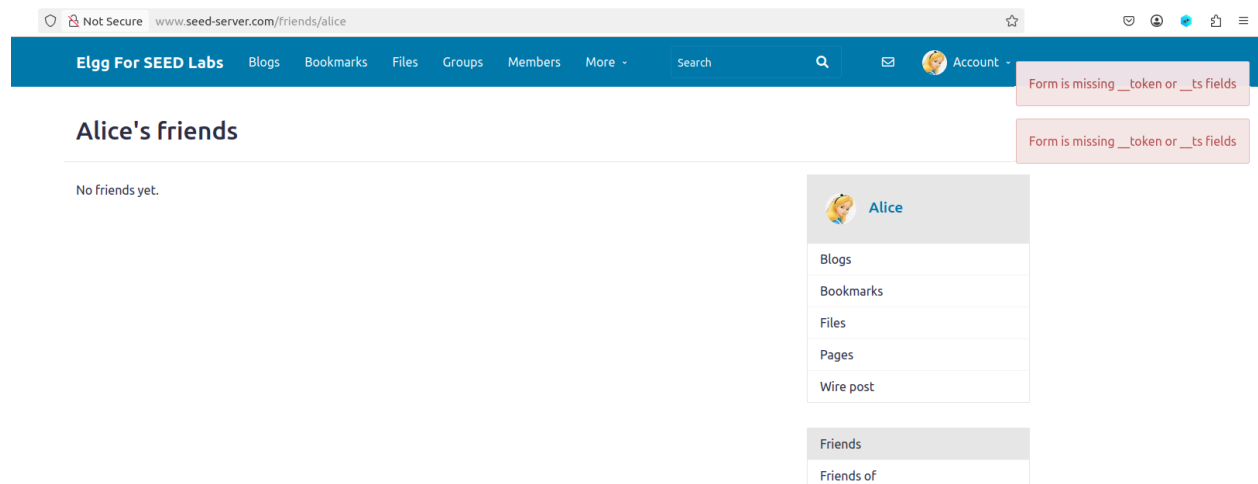 Not Secure www.seed-server.com/friends/alice
Elgg For SEED Labs Blogs Bookmarks Files Groups Members More Search Account
Form is missing __token or __ts fields
Form is missing __token or __ts fields
Alice's friends
No friends yet.
Alice
Blogs
Bookmarks
Files
Pages
Wire post
Friends
Friends of